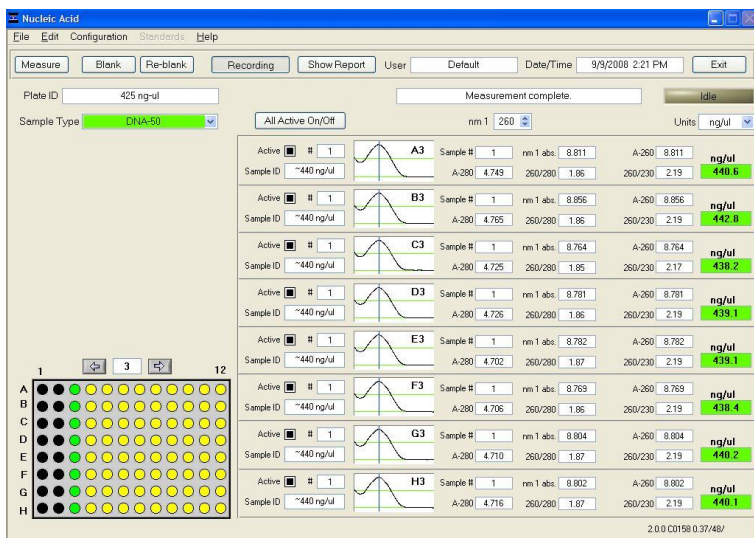 Nucleic Acid
File Edit Configuration Standards Help
Measure Blank Re-blank Recording Show Report User Default Date/Time 9/9/2008 2:21 PM Exit
Plate ID 425 ng-ul Measurement complete. Idle
Sample Type DNA-50 All Active On/Off nm 1 260 Units ng/ul
Active # 1 A3 Sample # 1 nm 1 abs. 8.811 A-260 8.811 ng/ul
Sample ID ~440 ng/ul A-280 4.749 260/280 1.86 260/230 2.19 440.6
Active # 1 B3 Sample # 1 nm 1 abs. 8.856 A-260 8.856 ng/ul
Sample ID ~440 ng/ul A-280 4.765 260/280 1.86 260/230 2.19 442.8
Active # 1 C3 Sample # 1 nm 1 abs. 8.764 A-260 8.764 ng/ul
Sample ID ~440 ng/ul A-280 4.725 260/280 1.85 260/230 2.17 438.2
Active # 1 D3 Sample # 1 nm 1 abs. 8.781 A-260 8.781 ng/ul
Sample ID ~440 ng/ul A-280 4.726 260/280 1.86 260/230 2.19 439.1
Active # 1 E3 Sample # 1 nm 1 abs. 8.782 A-260 8.782 ng/ul
Sample ID ~440 ng/ul A-280 4.702 260/280 1.87 260/230 2.19 439.1
Active # 1 F3 Sample # 1 nm 1 abs. 8.769 A-260 8.769 ng/ul
Sample ID ~440 ng/ul A-280 4.706 260/280 1.86 260/230 2.19 438.4
Active # 1 G3 Sample # 1 nm 1 abs. 8.804 A-260 8.804 ng/ul
Sample ID ~440 ng/ul A-280 4.710 260/280 1.87 260/230 2.19 440.2
Active # 1 H3 Sample # 1 nm 1 abs. 8.802 A-260 8.802 ng/ul
Sample ID ~440 ng/ul A-280 4.716 260/280 1.87 260/230 2.19 440.1
1 3 12
A
B
C
D
E
F
G
H
2.0.0 C0158 0.37/48/